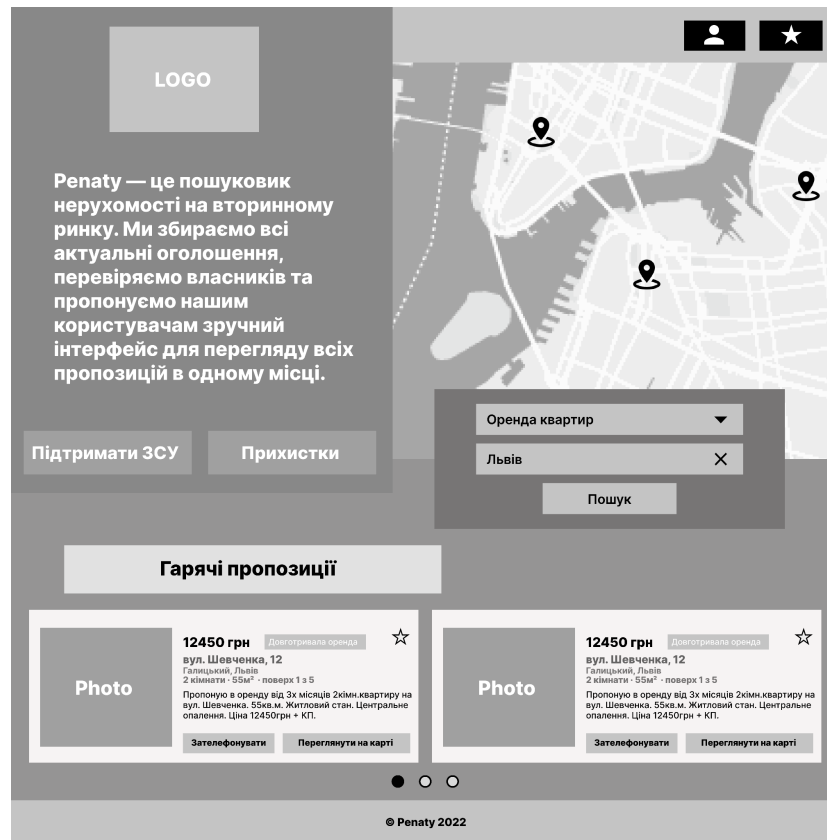 LOGO
Penaty — це пошуковик
нерухомості на вторинному
ринку. Ми збираємо всі
актуальні оголошення,
перевіряємо власників та
пропонуємо нашим
користувачам зручний
інтерфейс для перегляду всіх
пропозицій в одному місці.
Підтримати ЗСУ
Прихистки
Оренда квартир
Львів
Пошук
Гарячі пропозиції
Photo
12450 грн
Довготривала оренда
вул. Шевченка, 12
Галицький, Львів
2 кімнати · 55м² · поверх 1 з 5
Пропоную в оренду від 3х місяців 2кімн.квартиру на
вул. Шевченка. 55кв.м. Житловий стан. Центральне
опалення. Ціна 12450грн + КП.
Зателефонувати
Переглянути на карті
Photo
12450 грн
Довготривала оренда
вул. Шевченка, 12
Галицький, Львів
2 кімнати · 55м² · поверх 1 з 5
Пропоную в оренду від 3х місяців 2кімн.квартиру на
вул. Шевченка. 55кв.м. Житловий стан. Центральне
опалення. Ціна 12450грн + КП.
Зателефонувати
Переглянути на карті
© Penaty 2022